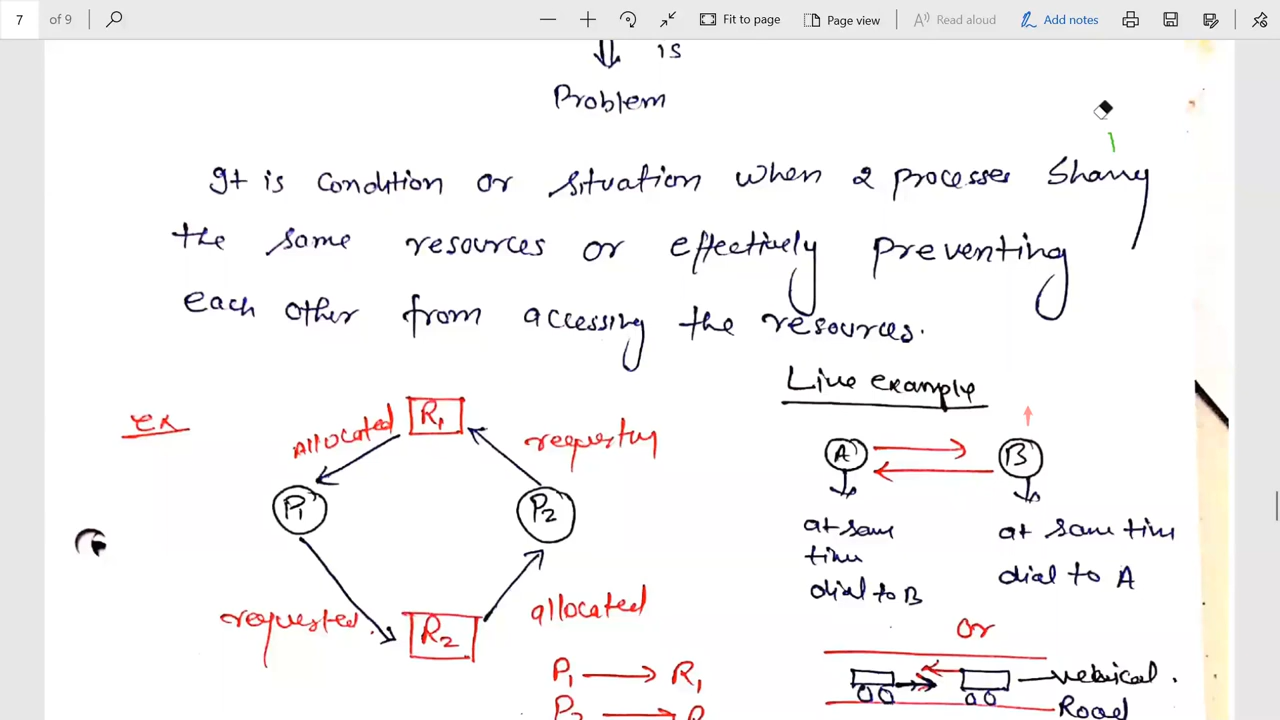 7 of 9 Fit to page Page view Read aloud Add notes
is
Problem
It is condition or situation when 2 processes sharing
the same resources or effectively preventing
each other from accessing the resources.
Live example
ex
R1
Allocated
requesting
P1
P2
requested
R2
allocated
P1 → R1
P2 →
A B
at same
time
dial to B
at same time
dial to A
or
Road